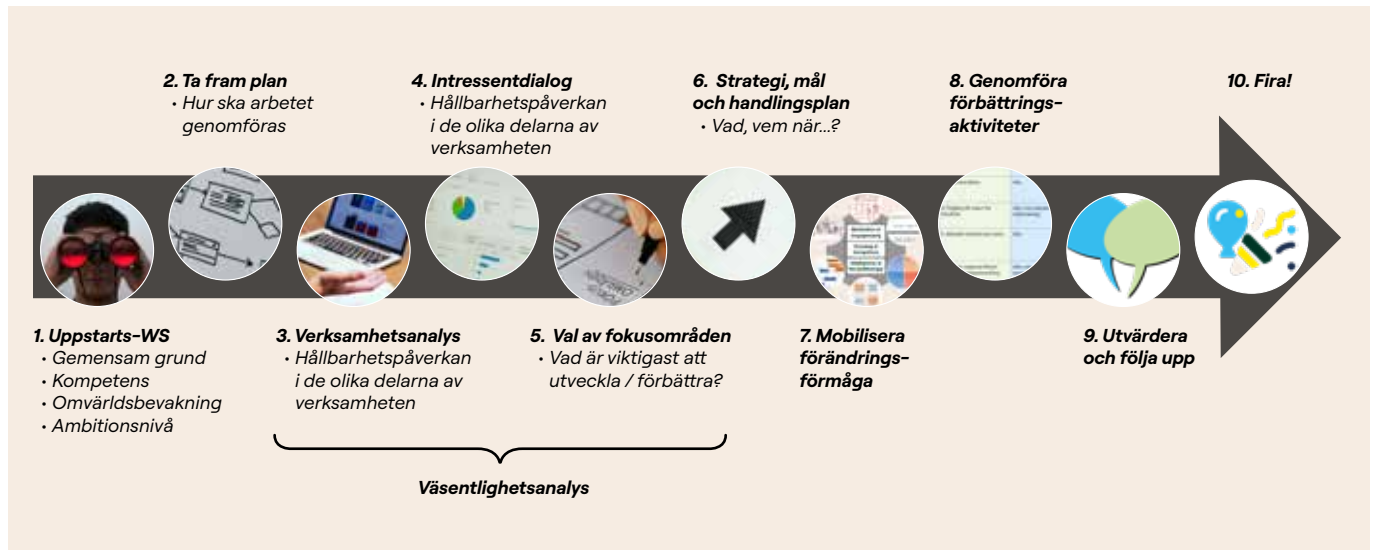 2. Ta fram plan
• Hur ska arbetet
genomföras
4. Intressentdialog
• Hållbarhetspåverkan
i de olika delarna av
verksamheten
6. Strategi, mål
och handlingsplan
• Vad, vem när...?
8. Genomföra
förbättrings-
aktiviteter
10. Fira!
1. Uppstarts-WS
• Gemensam grund
• Kompetens
• Omvärldsbevakning
• Ambitionsnivå
3. Verksamhetsanalys
• Hållbarhetspåverkan
i de olika delarna av
verksamheten
5. Val av fokusområden
• Vad är viktigast att
utveckla / förbättra?
7. Mobilisera
förändrings-
förmåga
9. Utvärdera
och följa upp
Väsentlighetsanalys